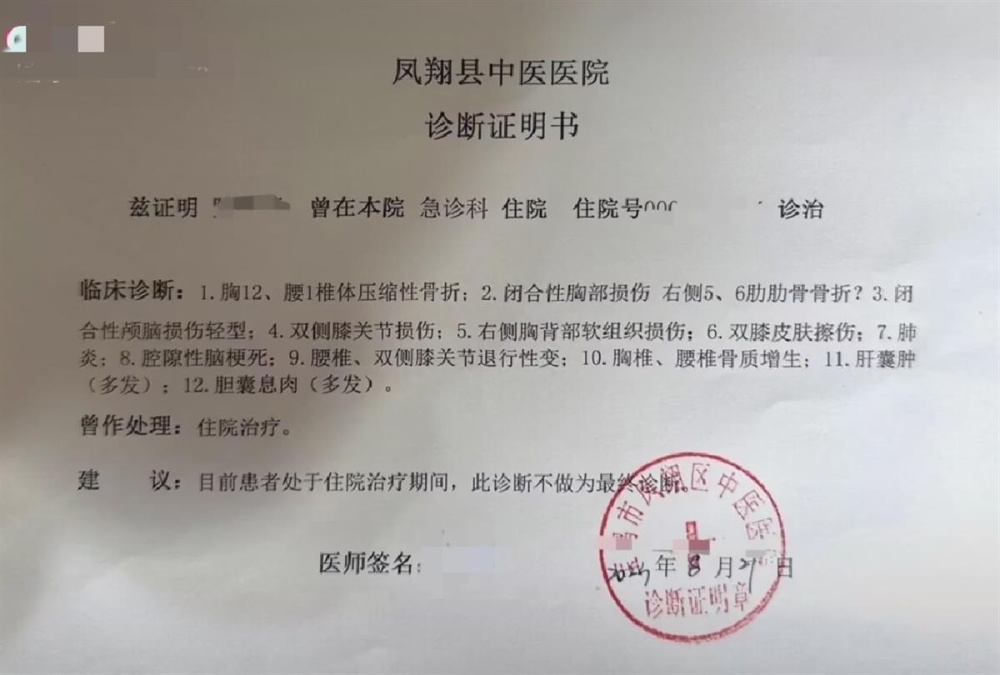 凤翔县中医医院
诊断证明书
兹证明 曾在本院 急诊科 住院 住院号000 诊治
临床诊断：1.胸12、腰1椎体压缩性骨折；2.闭合性胸部损伤 右侧5、6肋肋骨骨折？3.闭
合性颅脑损伤轻型；4.双侧膝关节损伤；5.右侧胸背部软组织损伤；6.双膝皮肤擦伤；7.肺
炎；8.腔隙性脑梗死；9.腰椎、双侧膝关节退行性变；10.胸椎、腰椎骨质增生；11.肝囊肿
（多发）；12.胆囊息肉（多发）。
曾作处理：住院治疗。
建 议：目前患者处于住院治疗期间，此诊断不做为最终诊断。
市凤翔区中医医院
医师签名：
年8月2日
诊断证明章